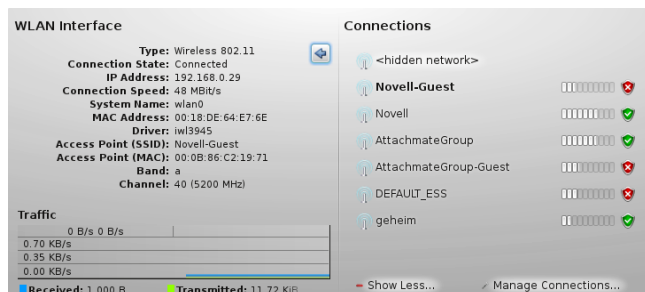 WLAN Interface
Type: Wireless 802.11
Connection State: Connected
IP Address: 192.168.0.29
Connection Speed: 48 MBit/s
System Name: wlan0
MAC Address: 00:18:DE:64:E7:6E
Driver: iwl3945
Access Point (SSID): Novell-Guest
Access Point (MAC): 00:0B:86:C2:19:71
Band: a
Channel: 40 (5200 MHz)
Traffic
0 B/s 0 B/s
0.70 KB/s
0.35 KB/s
0.00 KB/s
Received: 1,000 B Transmitted: 11.72 KiB
Connections
<hidden network>
Novell-Guest
Novell
AttachmateGroup
AttachmateGroup-Guest
DEFAULT_ESS
geheim
Show Less... Manage Connections...